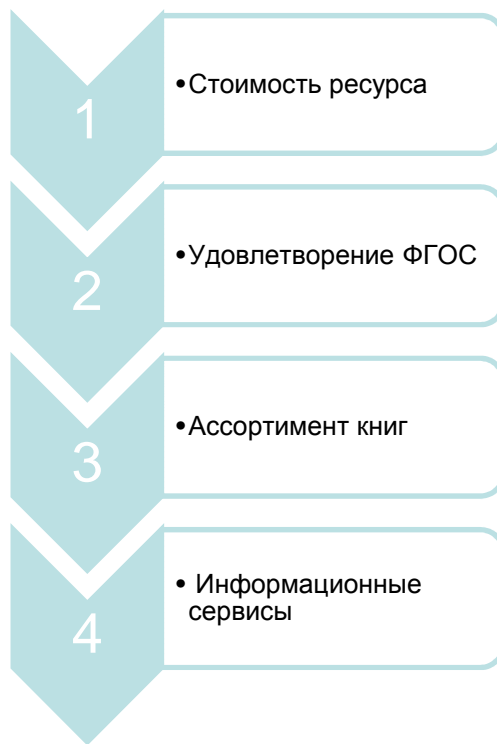 1
•Стоимость ресурса
2
•Удовлетворение ФГОС
3
•Ассортимент книг
4
• Информационные
сервисы